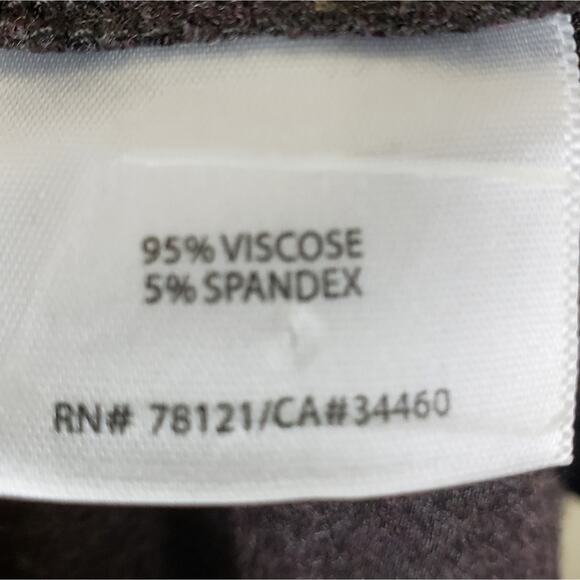 95% VISCOSE
5% SPANDEX
RN# 78121/CA#34460